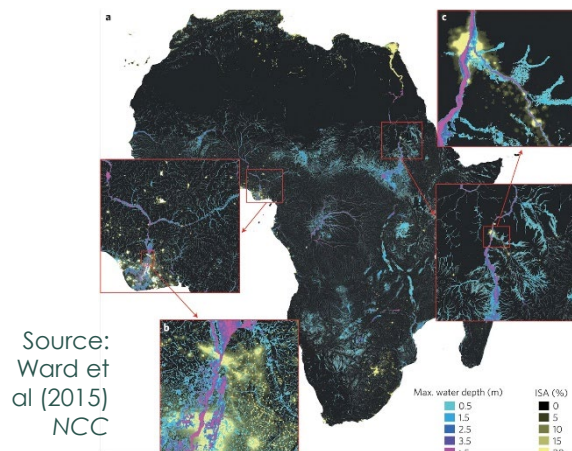 a
c
b
Source:
Ward et
al (2015)
NCC
Max. water depth (m)
0.5
1.5
2.5
3.5
ISA (%)
0
5
10
15